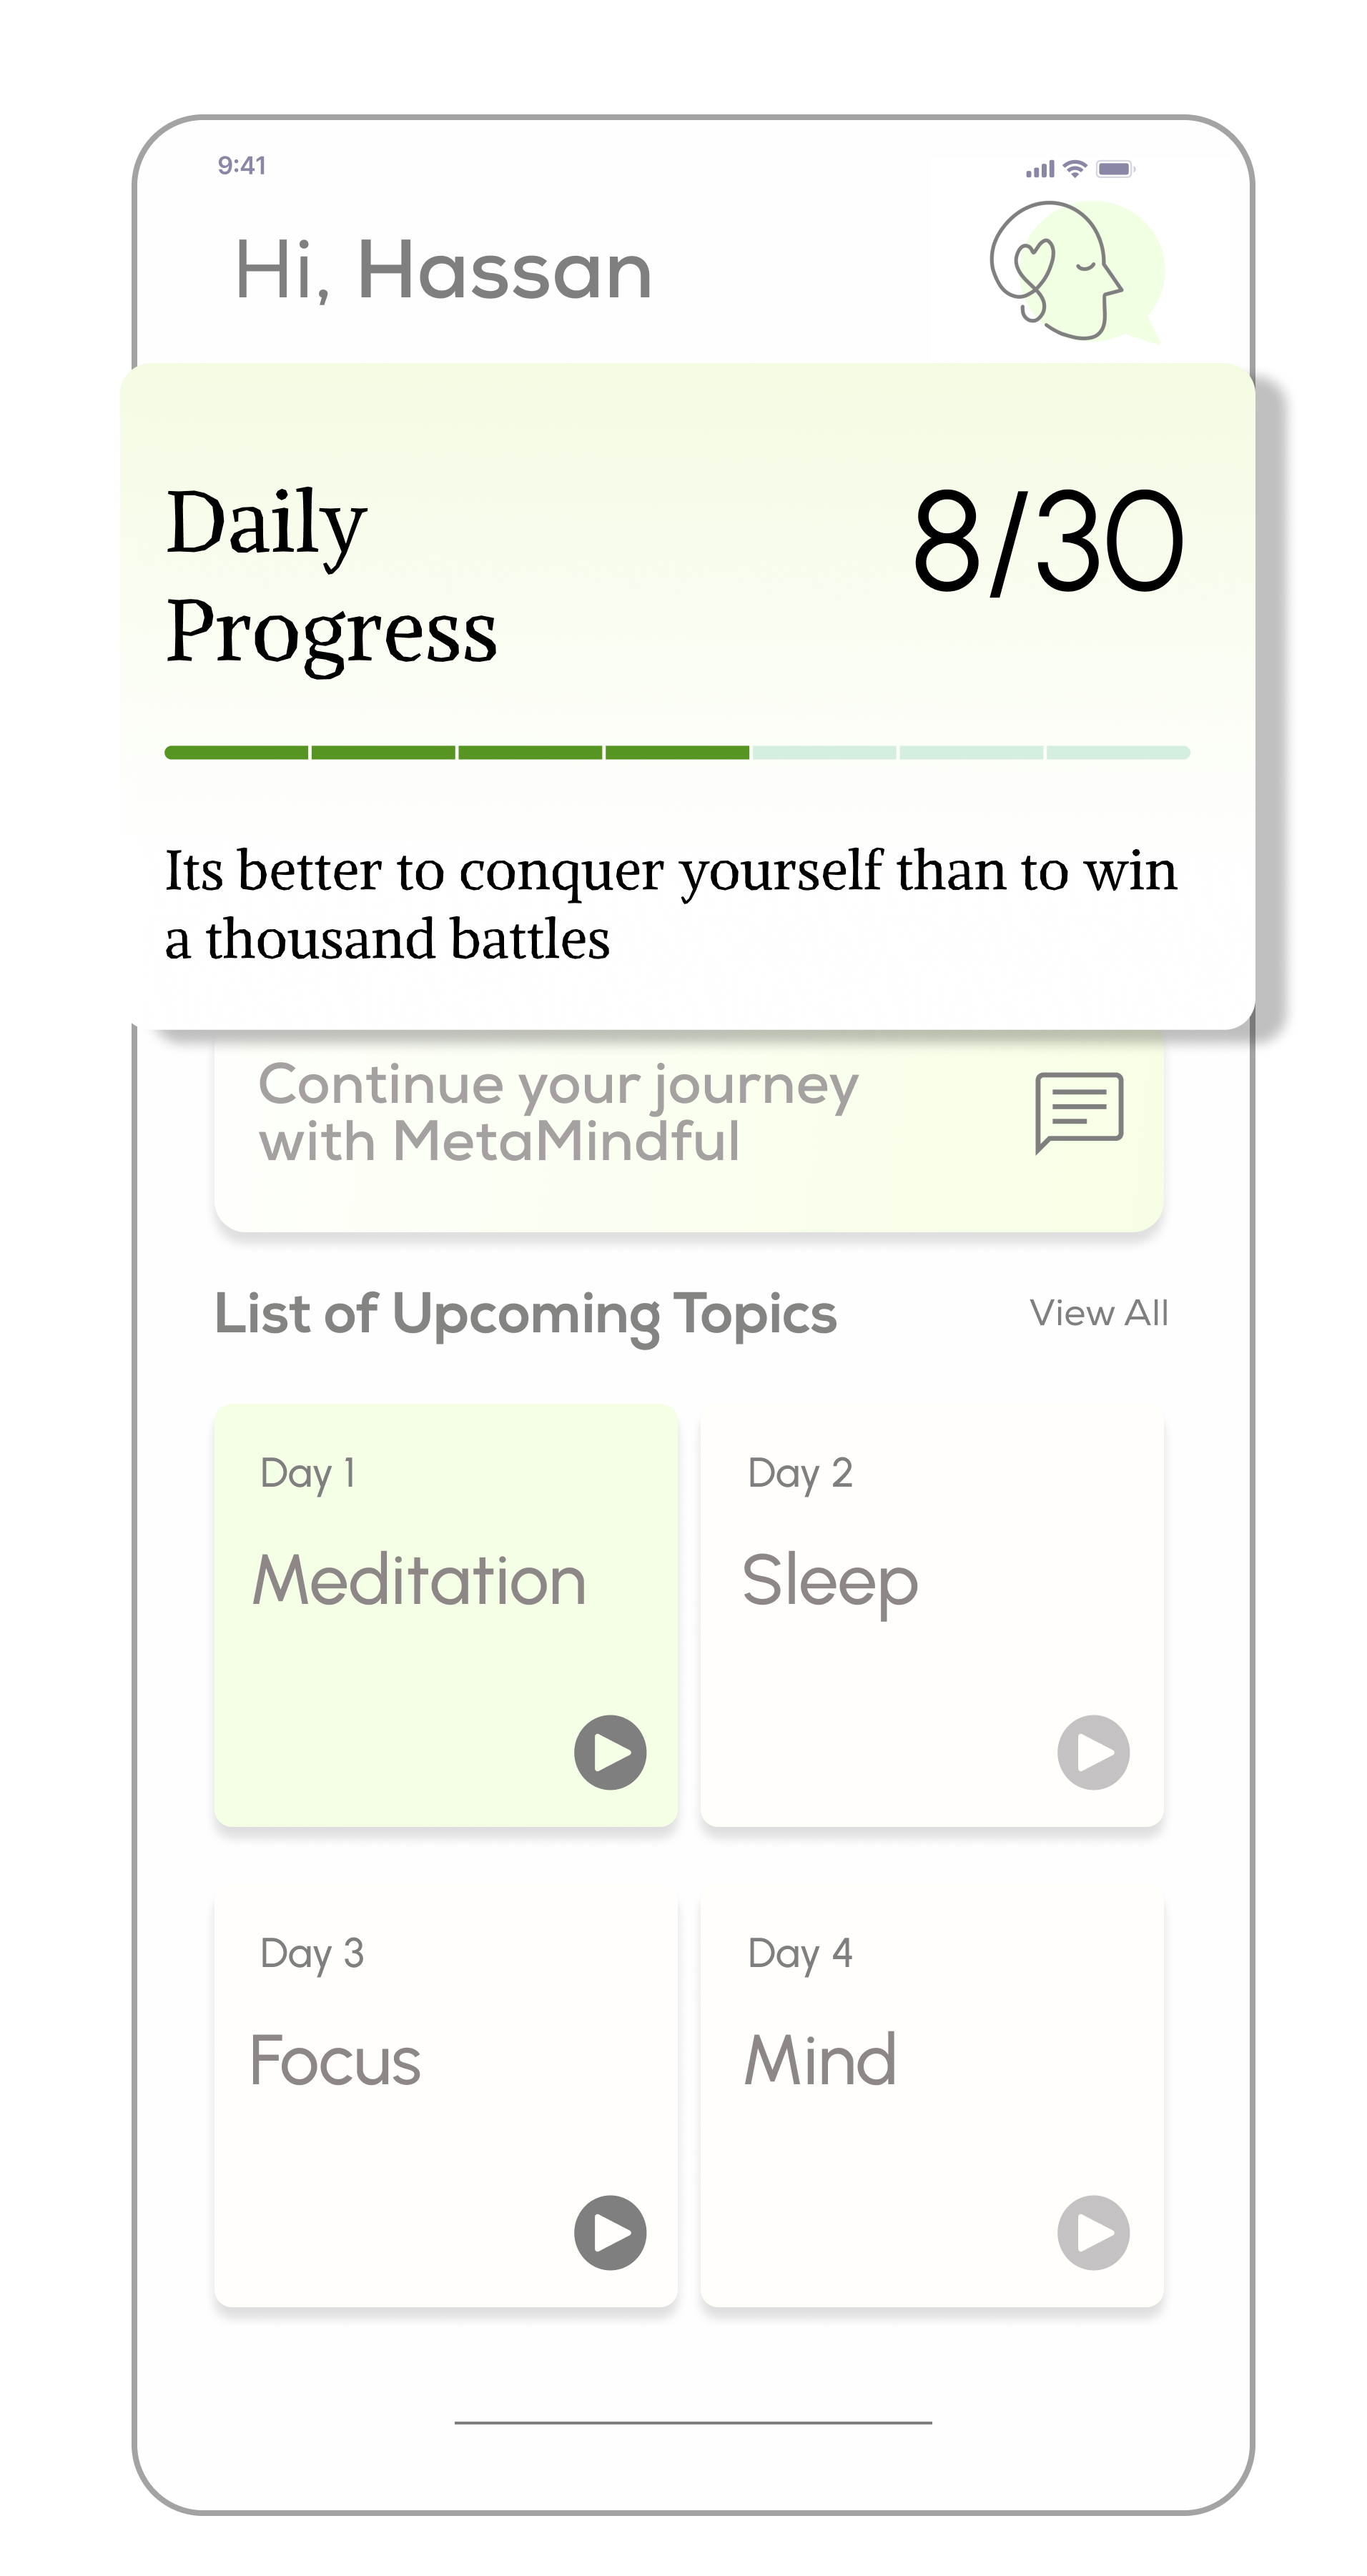 9:41
Hi, Hassan
Daily
Progress
8/30
Its better to conquer yourself than to win
a thousand battles
Continue your journey
with MetaMindful
List of Upcoming Topics
View All
Day 1
Meditation
Day 2
Sleep
Day 3
Focus
Day 4
Mind